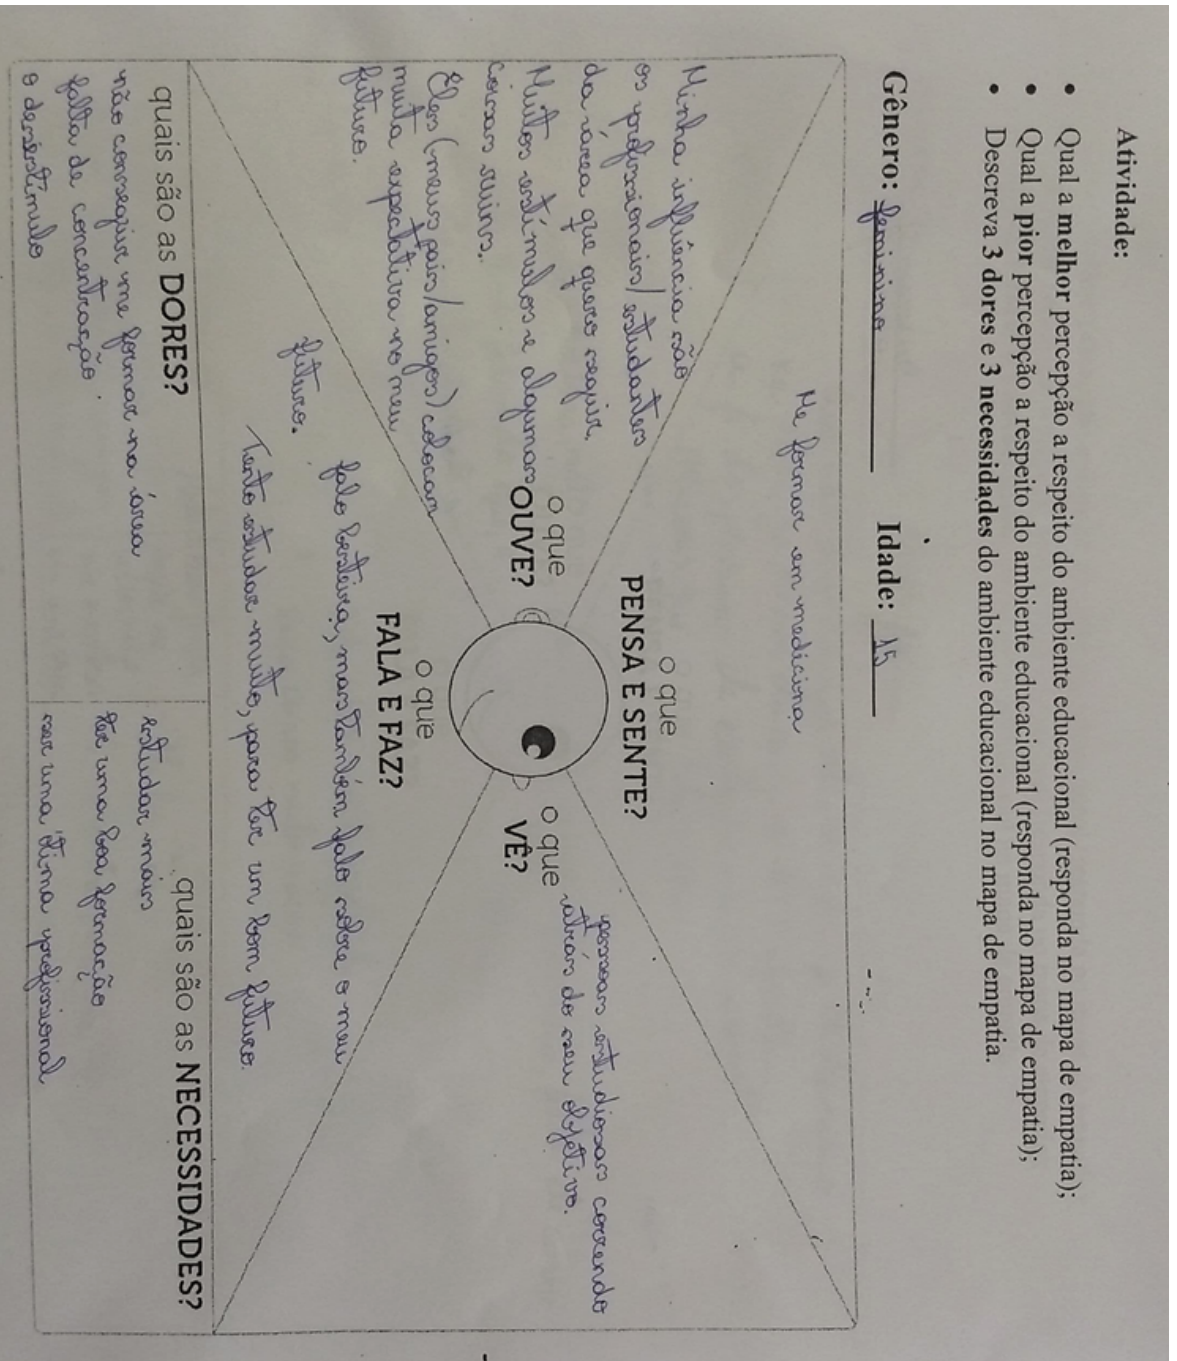 Atividade:
• Qual a melhor percepção a respeito do ambiente educacional (responda no mapa de empatia);
• Qual a pior percepção a respeito do ambiente educacional (responda no mapa de empatia);
• Descreva 3 dores e 3 necessidades do ambiente educacional no mapa de empatia.
Gênero: feminino Idade: 15
Me formar em medicina
o que
PENSA E SENTE?
Minha influência são
os profissionais/estudantes
da área que quero seguir.
Muitos estímulos e algumas
coisas ruins.
Eles (meus pais/amigos) colocam
muita expectativa no meu
futuro.
o que
OUVE?
o que
VÊ?
pessoas estudiosas correndo
atrás do seu objetivo.
o que
FALA E FAZ?
falo besteira, mas também falo sobre o meu
futuro.
Tento estudar muito, para ter um bom futuro.
quais são as DORES?
não conseguir me formar na área
falta de concentração.
o desestímulo
quais são as NECESSIDADES?
estudar mais
ter uma boa formação
ser uma ótima profissional